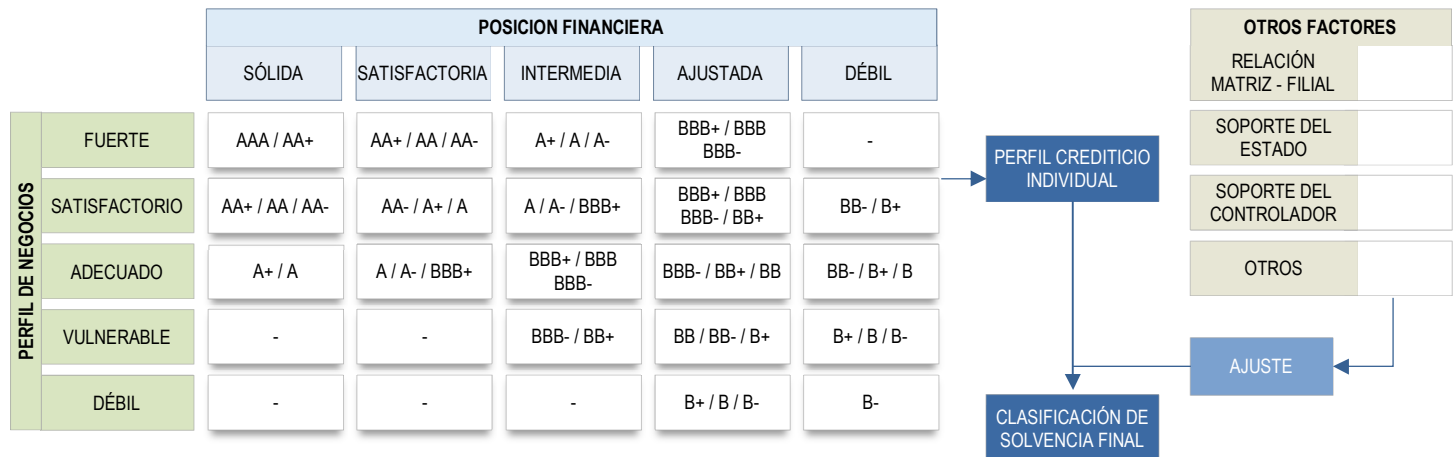 POSICION FINANCIERA
SÓLIDA
SATISFACTORIA
INTERMEDIA
AJUSTADA
DÉBIL
PERFIL DE NEGOCIOS
FUERTE
AAA / AA+
AA+ / AA / AA-
A+ / A / A-
BBB+ / BBB
BBB-
-
SATISFACTORIO
AA+ / AA / AA-
AA- / A+ / A
A / A- / BBB+
BBB+ / BBB
BBB- / BB+
BB- / B+
ADECUADO
A+ / A
A / A- / BBB+
BBB+ / BBB
BBB-
BBB- / BB+ / BB
BB- / B+ / B
VULNERABLE
-
-
BBB- / BB+
BB / BB- / B+
B+ / B / B-
DÉBIL
-
-
-
B+ / B / B-
B-
PERFIL CREDITICIO
INDIVIDUAL
CLASIFICACIÓN DE
SOLVENCIA FINAL
OTROS FACTORES
RELACIÓN
MATRIZ - FILIAL
SOPORTE DEL
ESTADO
SOPORTE DEL
CONTROLADOR
OTROS
AJUSTE